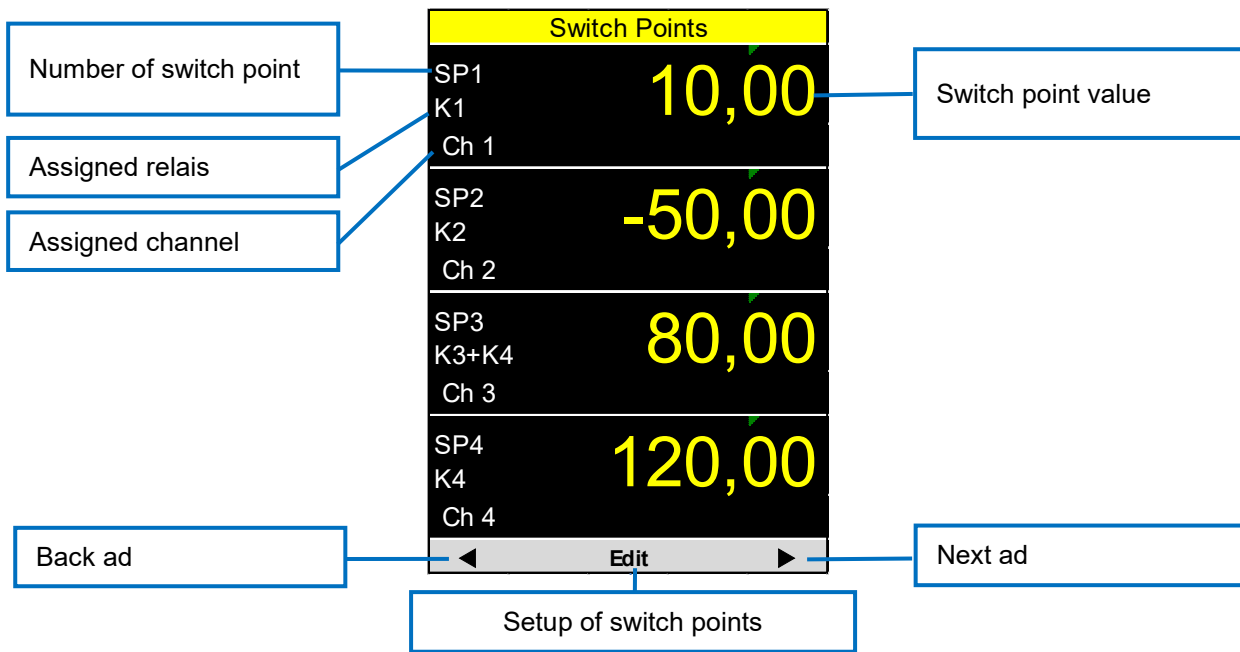 Switch Points
Number of switch point
SP1
10,00
Switch point value
K1
Assigned relais
Ch 1
Assigned channel
SP2
-50,00
K2
Ch 2
SP3
80,00
K3+K4
Ch 3
SP4
120,00
K4
Ch 4
Back ad
Edit
Next ad
Setup of switch points